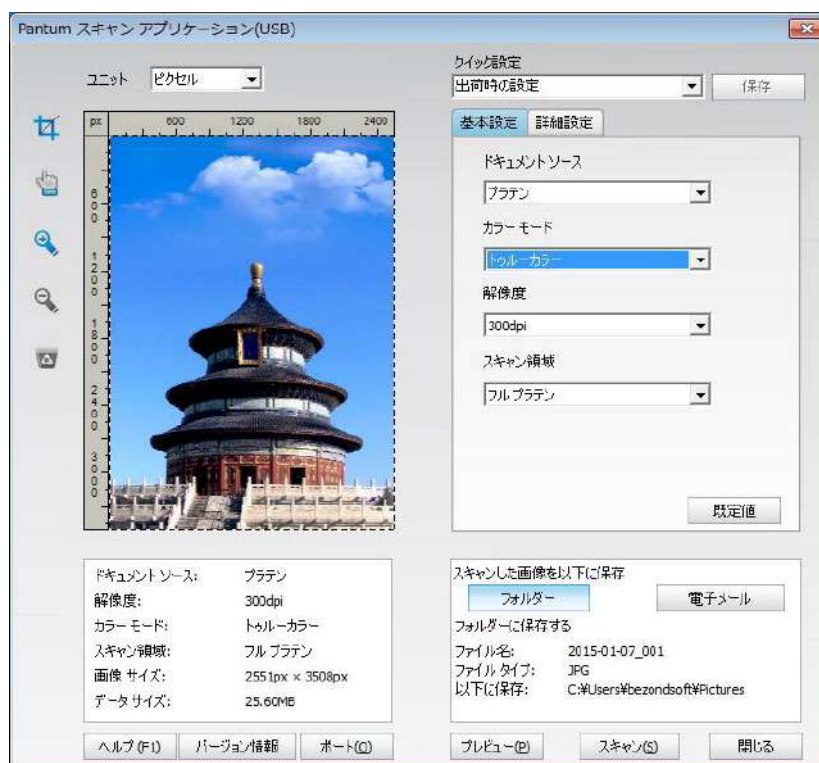 Pantum スキャン アプリケーション(USB)
ユニット ピクセル
クイック設定
出荷時の設定 保存
px 600 1200 1800 2400
600
1200
1800
2400
3000
基本設定 詳細設定
ドキュメントソース
プラテン
カラー モード
トゥルーカラー
解像度
300dpi
スキャン領域
フル プラテン
既定値
ドキュメント ソース: プラテン
解像度: 300dpi
カラー モード: トゥルーカラー
スキャン領域: フル プラテン
画像 サイズ: 2551px × 3508px
データ サイズ: 25.60MB
スキャンした画像を以下に保存
フォルダー 電子メール
フォルダーに保存する
ファイル名: 2015-01-07_001
ファイル タイプ: JPG
以下に保存: C:¥Users¥bezondsoft¥Pictures
ヘルプ (F1) バージョン情報 ポート(O) プレビュー(P) スキャン(S) 閉じる